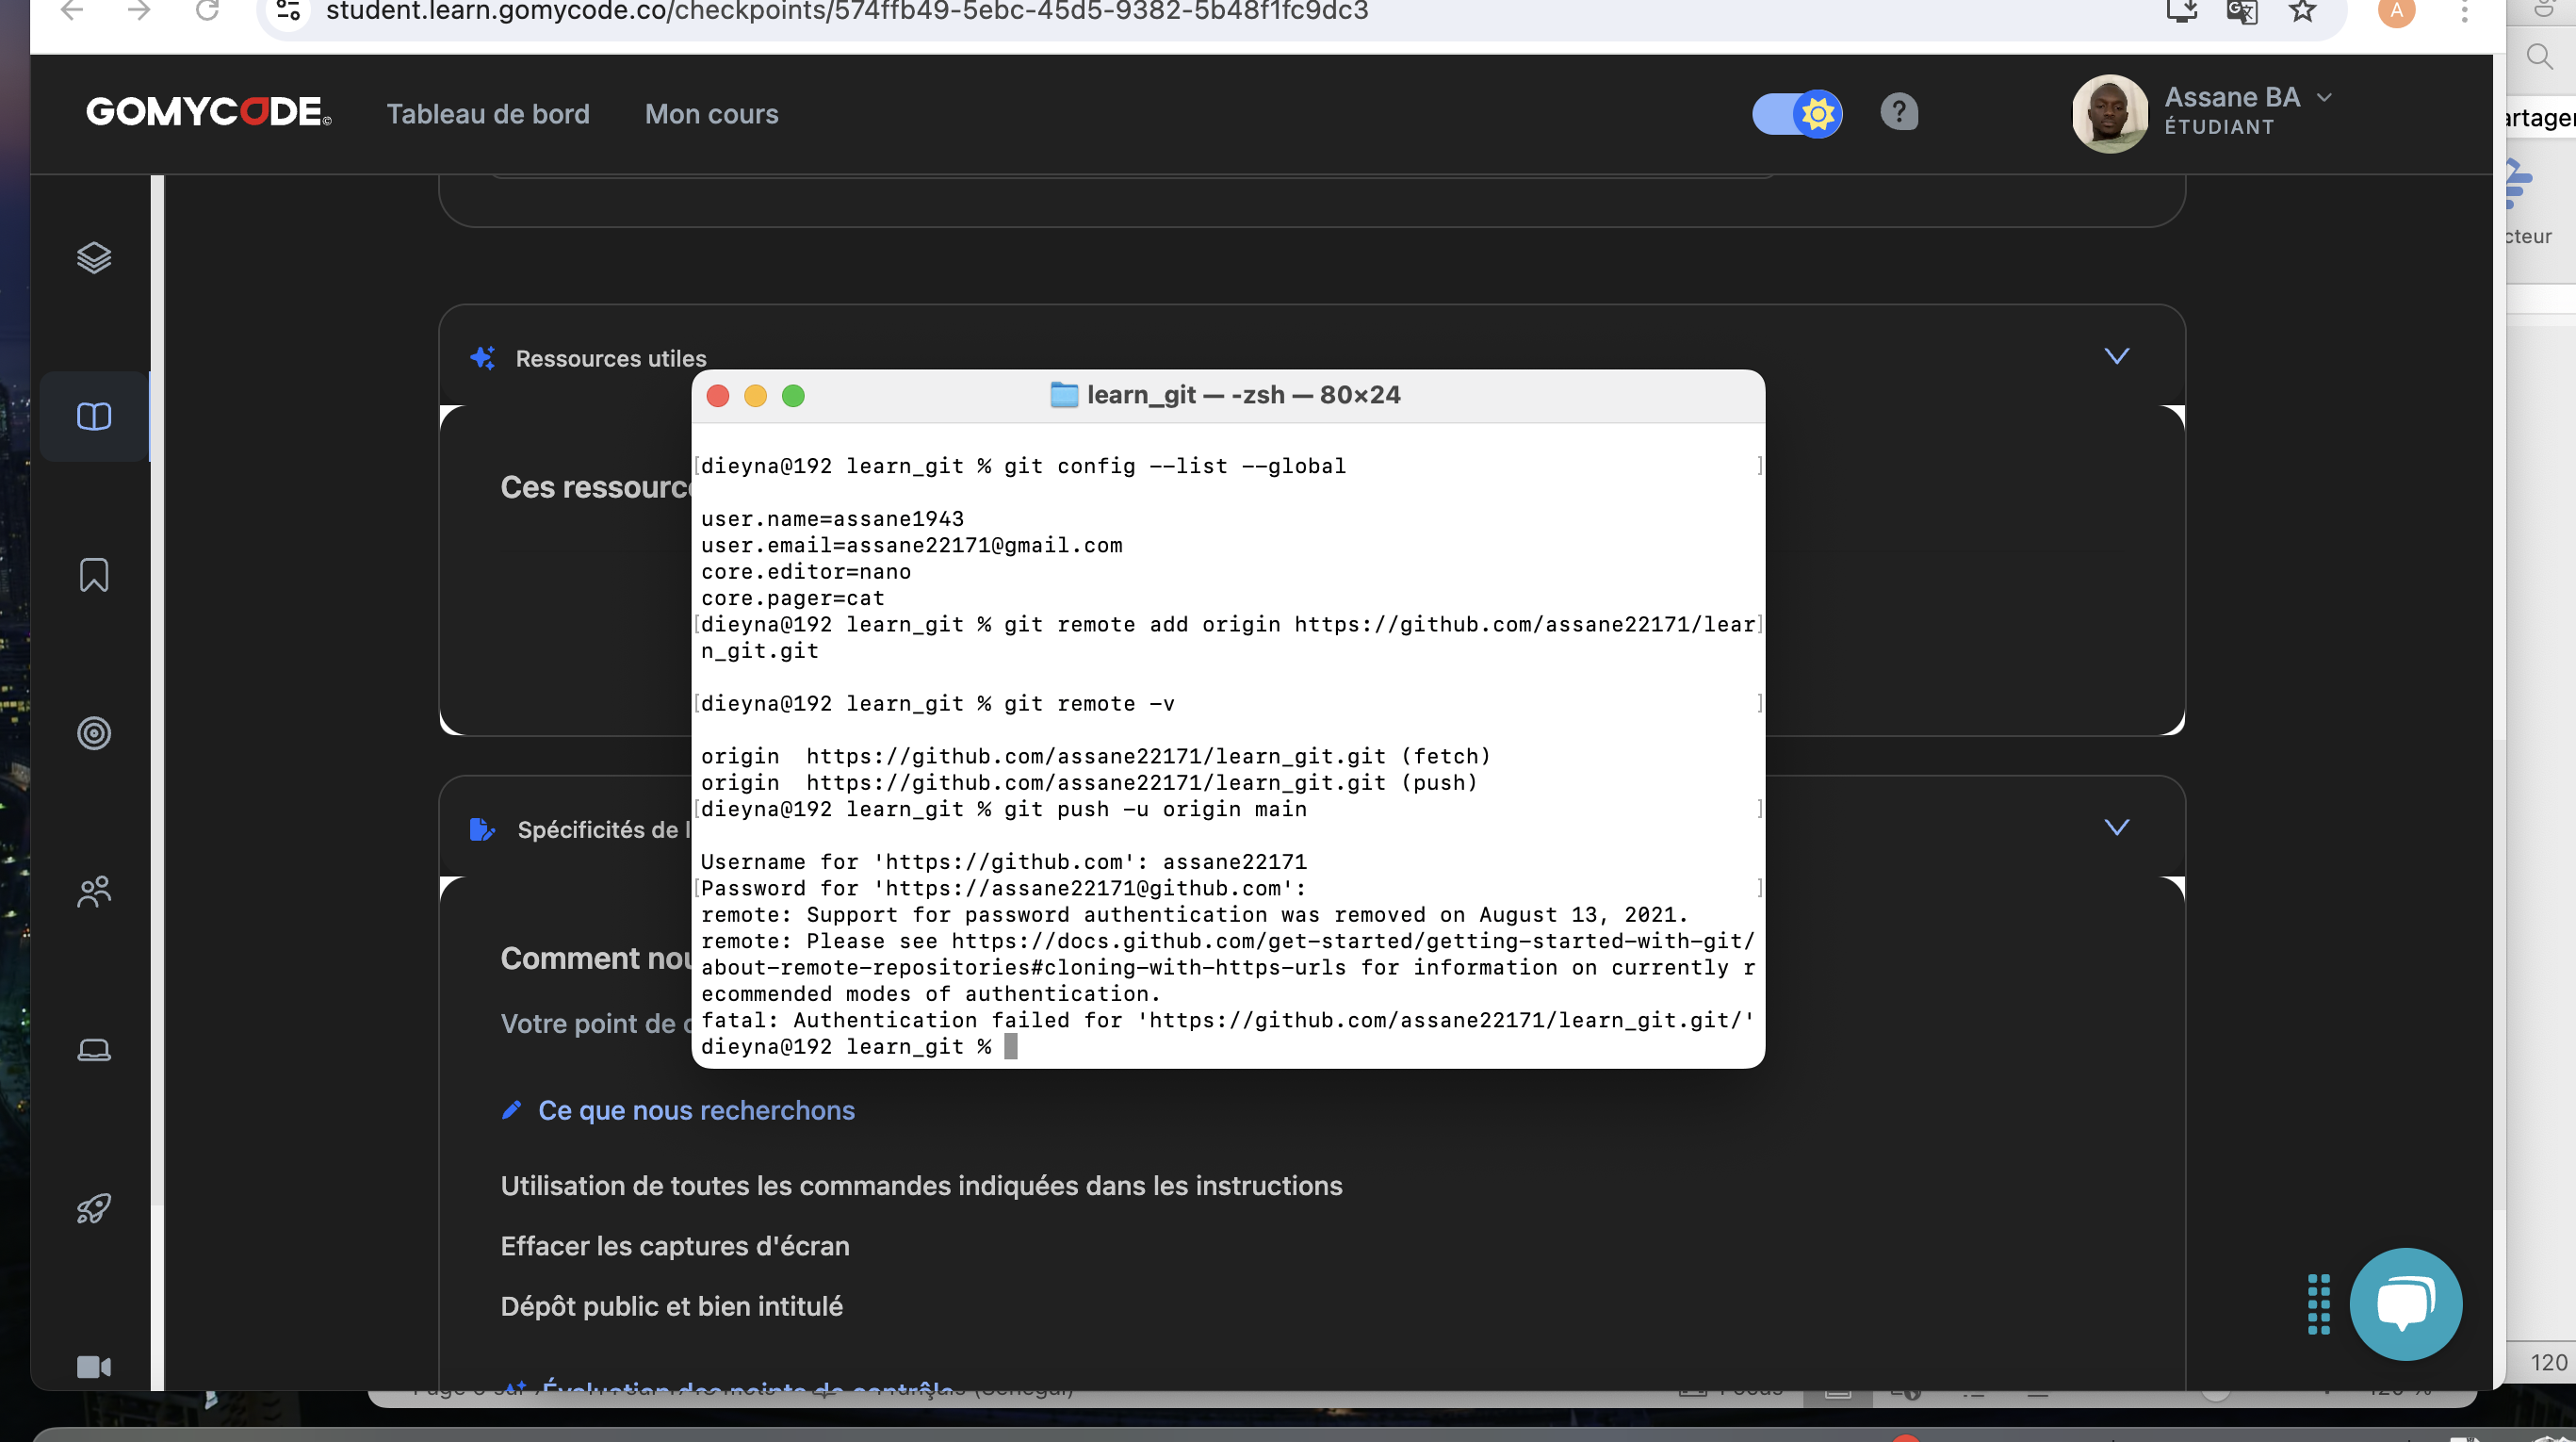 student.learn.gomycode.co/checkpoints/574ffb49-5ebc-45d5-9382-5b48f1fc9dc3
A
GOMYCODE
Tableau de bord
Mon cours
?
Assane BA
ÉTUDIANT
artager
cteur
Ressources utiles
Ces ressourc
learn_git — -zsh — 80×24
[dieyna@192 learn_git % git config --list --global ]
user.name=assane1943
user.email=assane22171@gmail.com
core.editor=nano
core.pager=cat
[dieyna@192 learn_git % git remote add origin https://github.com/assane22171/lear]
n_git.git
[dieyna@192 learn_git % git remote -v ]
origin  https://github.com/assane22171/learn_git.git (fetch)
origin  https://github.com/assane22171/learn_git.git (push)
[dieyna@192 learn_git % git push -u origin main ]
Username for 'https://github.com': assane22171
[Password for 'https://assane22171@github.com': ]
remote: Support for password authentication was removed on August 13, 2021.
remote: Please see https://docs.github.com/get-started/getting-started-with-git/
about-remote-repositories#cloning-with-https-urls for information on currently r
ecommended modes of authentication.
fatal: Authentication failed for 'https://github.com/assane22171/learn_git.git/'
dieyna@192 learn_git %
Spécificités de l
Comment nou
Votre point de c
Ce que nous recherchons
Utilisation de toutes les commandes indiquées dans les instructions
Effacer les captures d'écran
Dépôt public et bien intitulé
Évaluation des points de contrôle
120